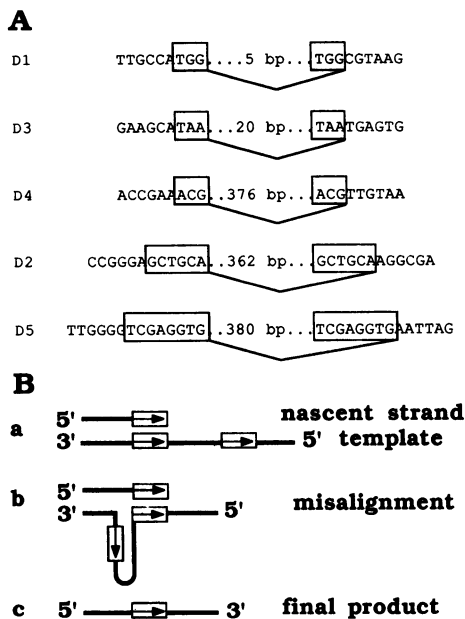 A
D1 TTGCCATGG....5 bp...TGGCGTAAG
D3 GAAGCATAA...20 bp...TAATGAGTG
D4 ACCGAAACG..376 bp...ACGTTGTAA
D2 CCGGGAGCTGCA..362 bp...GCTGCAAGGCGA
D5 TTGGGGTCGAGGTG..380 bp...TCGAGGTGAATTAG
B
a 5' nascent strand
3' 5' template
b 5' misalignment
3' 5'
c 5' 3' final product